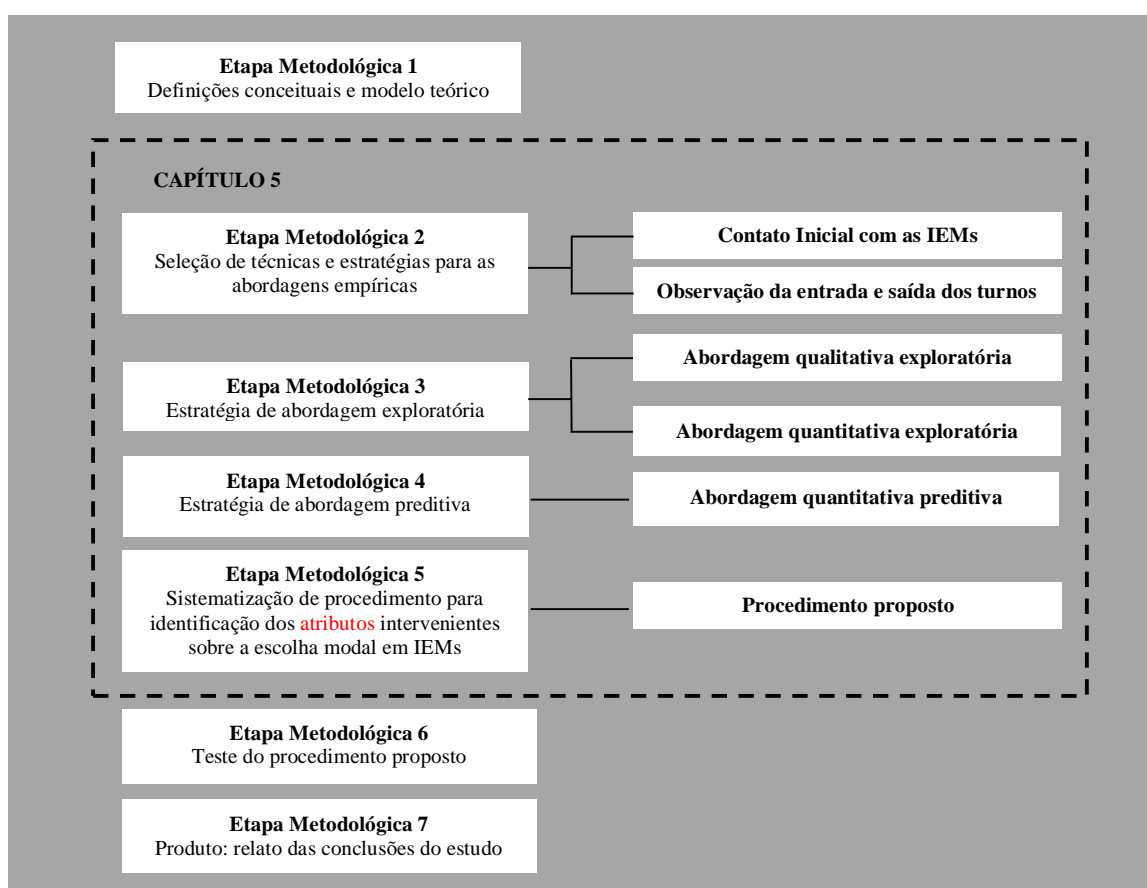 Etapa Metodológica 1
Definições conceituais e modelo teórico
CAPÍTULO 5
Etapa Metodológica 2
Seleção de técnicas e estratégias para as
abordagens empíricas
Contato Inicial com as IEMs
Observação da entrada e saída dos turnos
Etapa Metodológica 3
Estratégia de abordagem exploratória
Abordagem qualitativa exploratória
Abordagem quantitativa exploratória
Etapa Metodológica 4
Estratégia de abordagem preditiva
Abordagem quantitativa preditiva
Etapa Metodológica 5
Sistematização de procedimento para
identificação dos atributos intervenientes
sobre a escolha modal em IEMs
Procedimento proposto
Etapa Metodológica 6
Teste do procedimento proposto
Etapa Metodológica 7
Produto: relato das conclusões do estudo